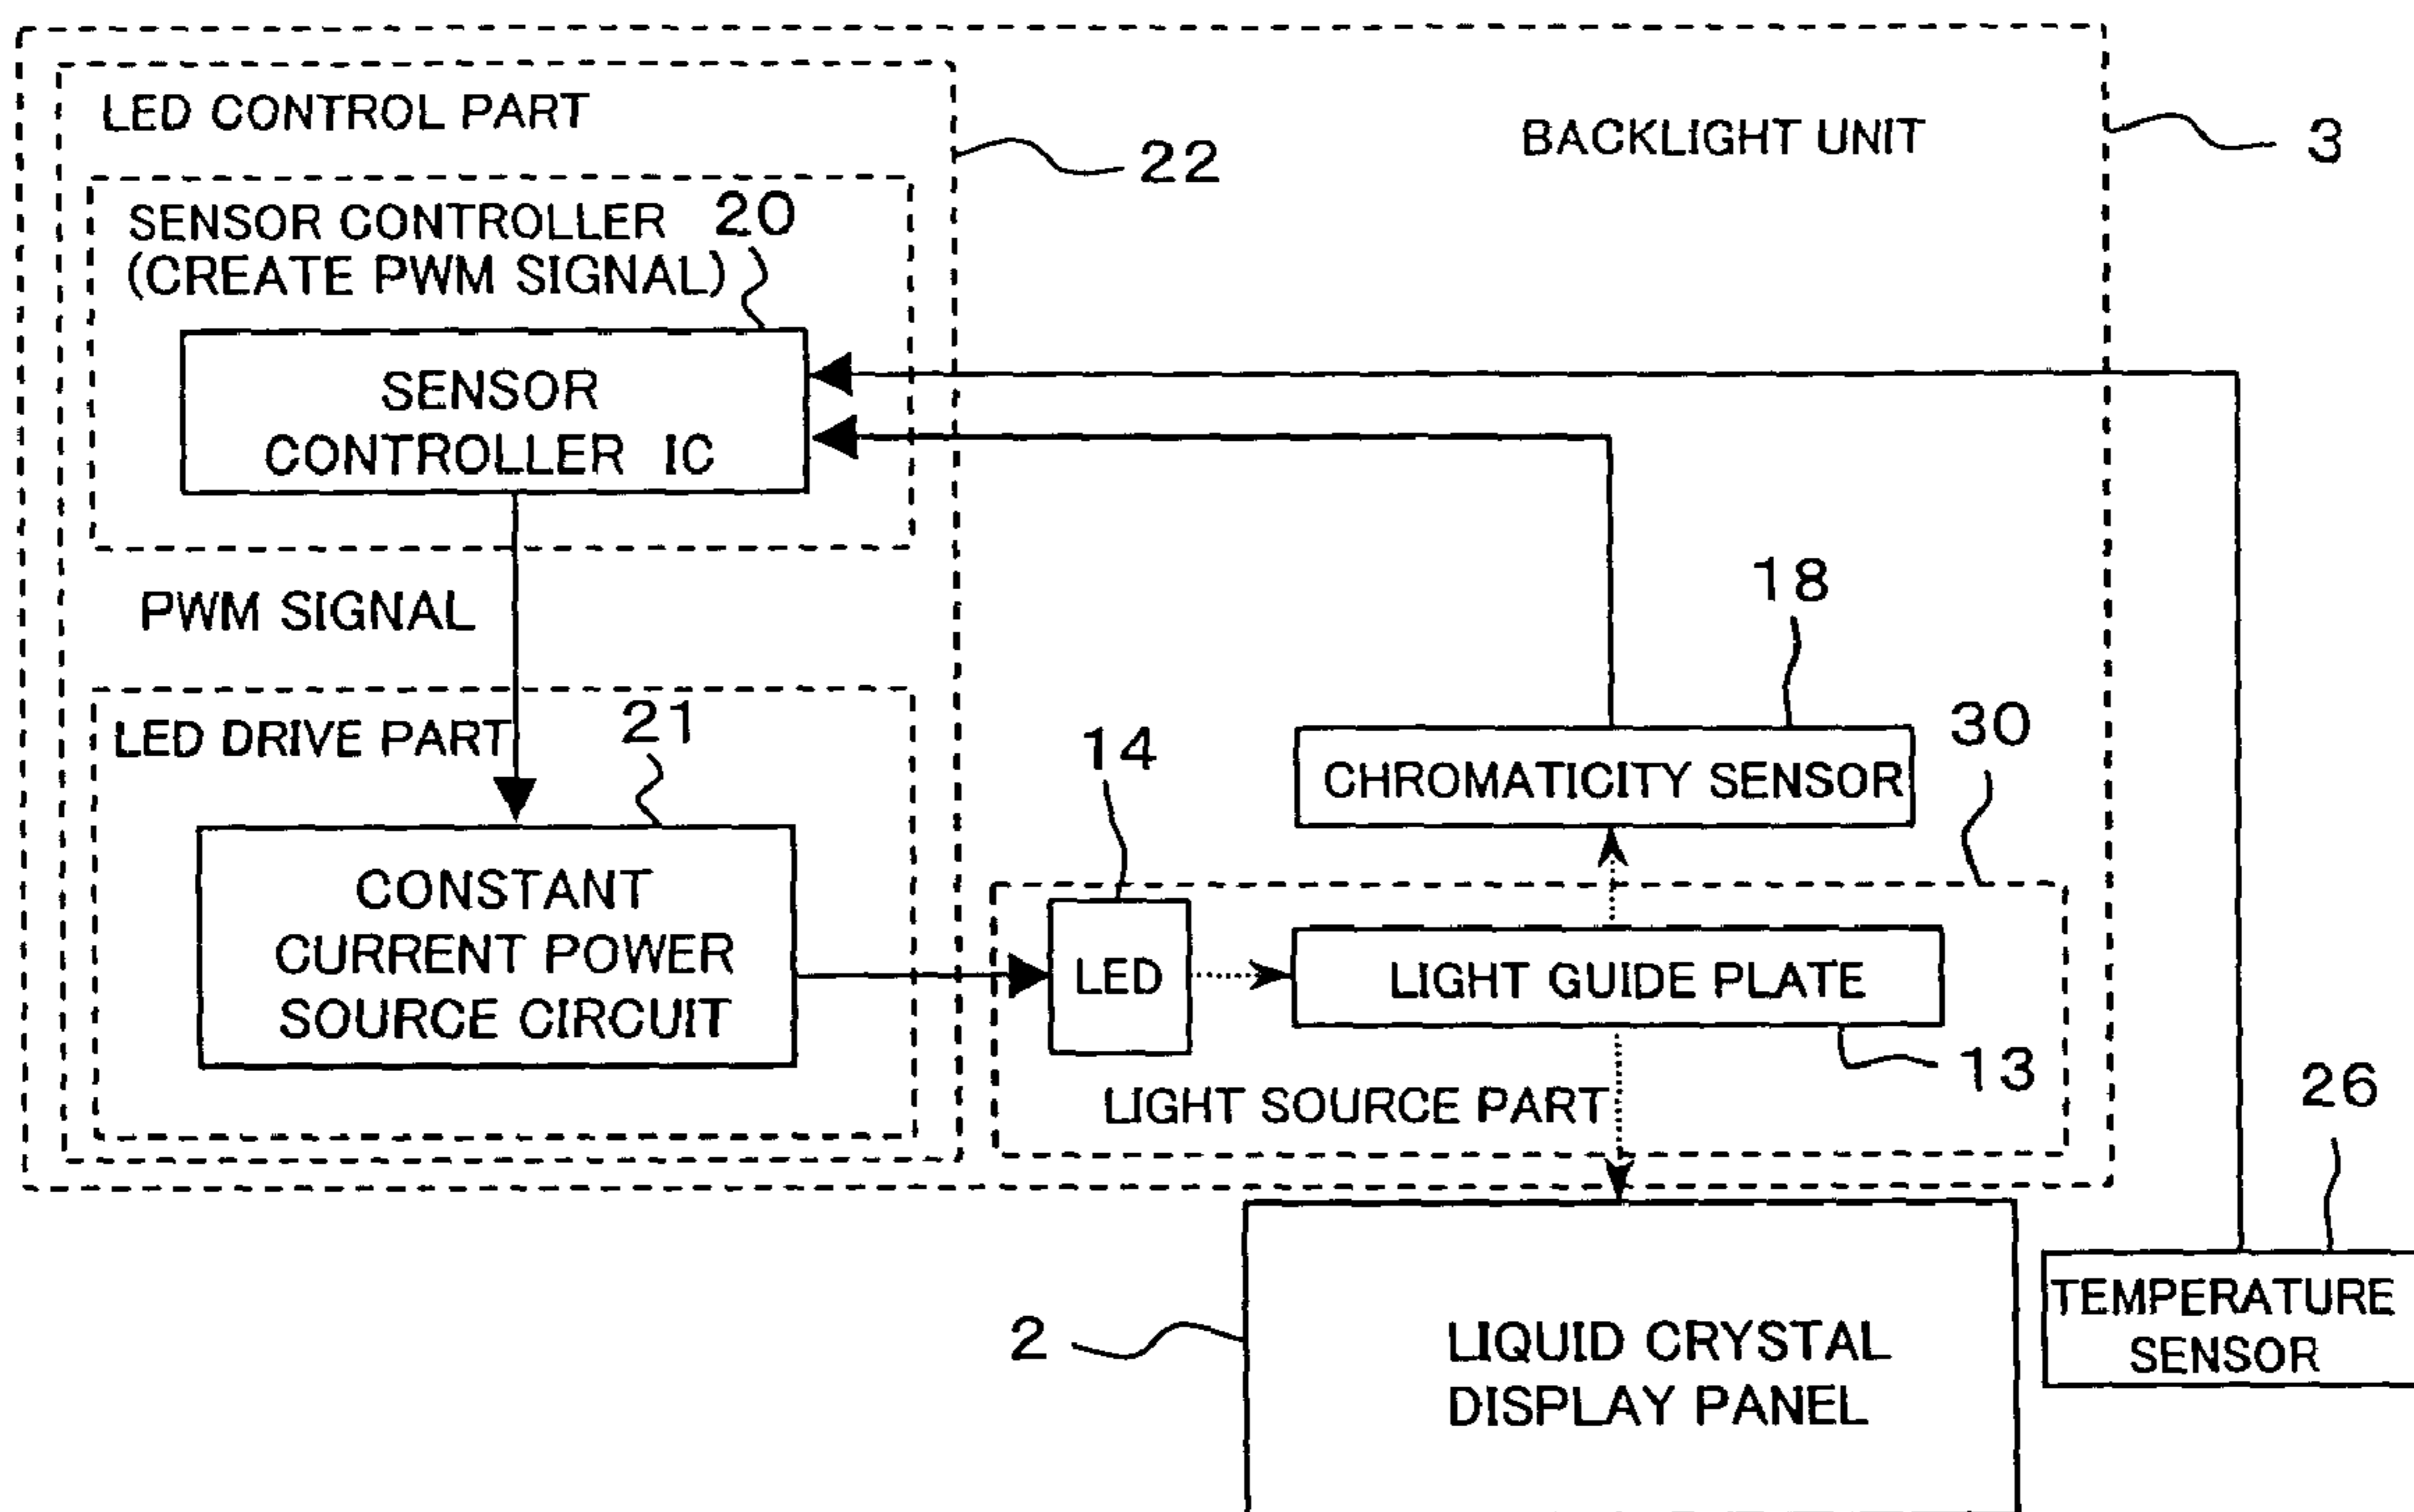 LED CONTROL PART
BACKLIGHT UNIT
3
22
SENSOR CONTROLLER
(CREATE PWM SIGNAL)
20
SENSOR
CONTROLLER IC
PWM SIGNAL
18
LED DRIVE PART
21
14
30
CHROMATICITY SENSOR
CONSTANT
CURRENT POWER
SOURCE CIRCUIT
LED
LIGHT GUIDE PLATE
13
LIGHT SOURCE PART
26
2
LIQUID CRYSTAL
DISPLAY PANEL
TEMPERATURE
SENSOR